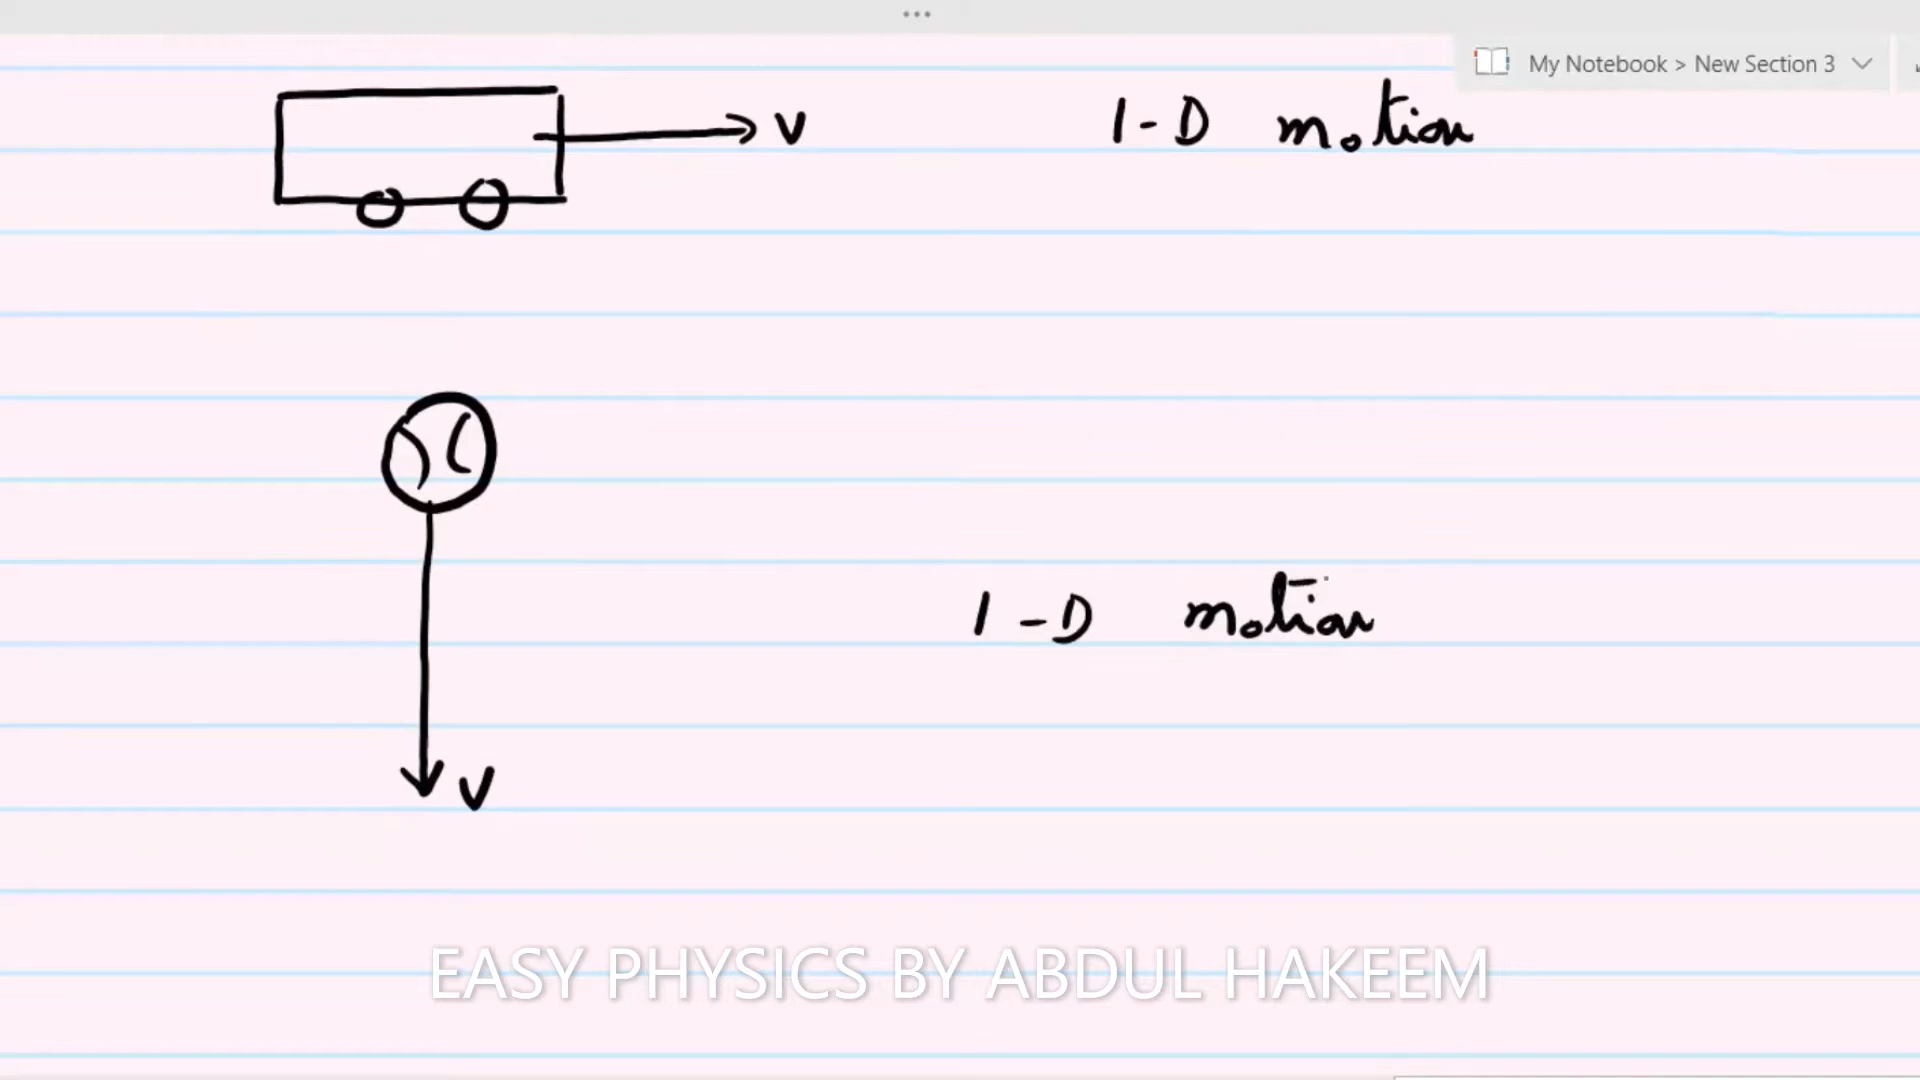 My Notebook > New Section 3
V 1-D motion
1-D motion
V
EASY PHYSICS BY ABDUL HAKEEM